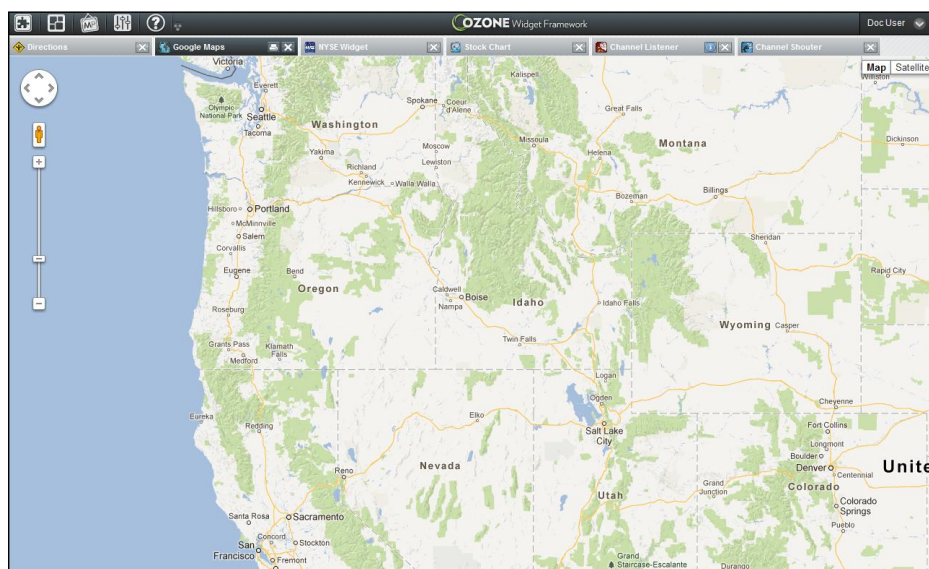 OZONE Widget Framework
Doc User
Directions
Google Maps
NYSE Widget
Stock Chart
Channel Listener
Channel Shouter
Map
Satellite
Victoria
Everett
Olympic
National Park
Seattle
Tacoma
Washington
Spokane
Coeur
d'Alene
Kalispell
Great Falls
Williston
Dickinson
Missoula
Montana
Helena
Moscow
Lewiston
Yakima
Richland
Kennewick
Walla Walla
Bozeman
Billings
Hillsboro
Portland
McMinnville
Salem
Corvallis
Sheridan
Eugene
Bend
Oregon
Rapid City
Caldwell
Nampa
Boise
Idaho
Idaho Falls
Roseburg
Wyoming
Casper
Grants Pass
Medford
Klamath
Falls
Twin Falls
Logan
Ogden
Cheyenne
Eureka
Redding
Elko
Salt Lake
City
Fort Collins
Longmont
Boulder
Denver
Centennial
Unite
Reno
Nevada
Utah
Grand
Junction
Colorado
Colorado
Springs
Pueblo
Santa Rosa
Sacramento
Concord
Stockton
San
Francisco
Fremont
Grand
Staircase-Escalante
Durango